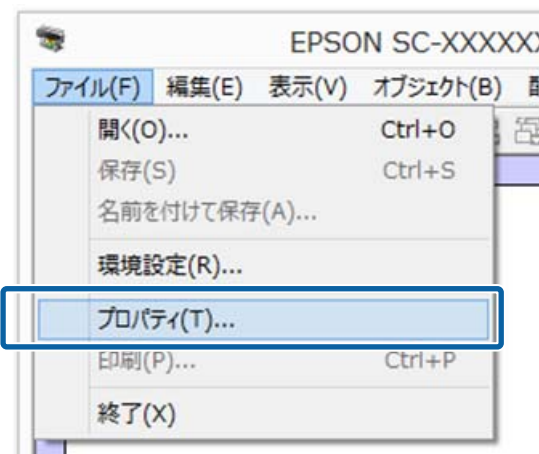 EPSON SC-XXXXX
ファイル(F) 編集(E) 表示(V) オブジェクト(B)
開く(O)... Ctrl+O
保存(S) Ctrl+S
名前を付けて保存(A)...
環境設定(R)...
プロパティ(T)...
印刷(P)... Ctrl+P
終了(X)